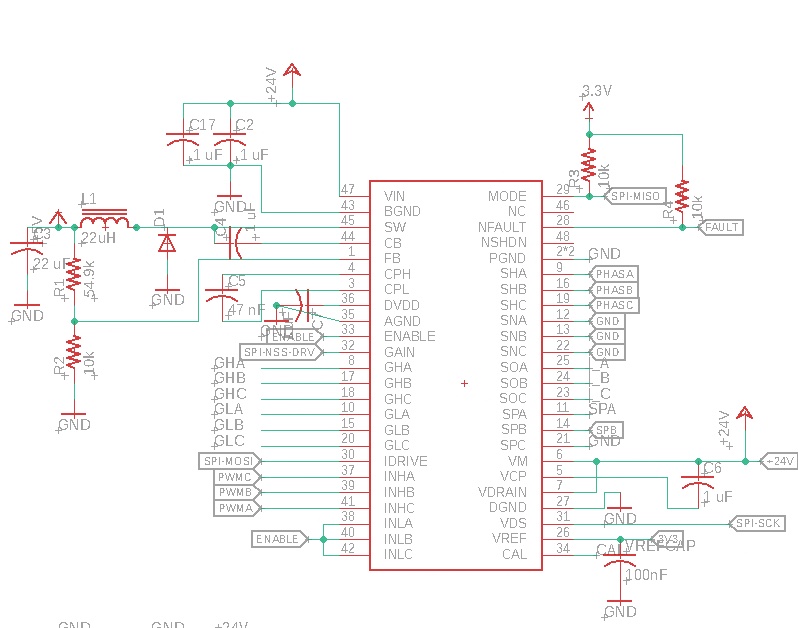 +24V
3.3V
C17
C2
.1 uF
.1 uF
R3
10k
R4
10k
GND
L1
22uH
D1
C4
.1 uF
22 uF
R1
54.9k
GND
GND
C5
47 nF
R2
10k
GND
47 VIN
43 BGND
45 SW
44 CB
1 FB
4 CPH
3 CPL
36 DVDD
35 AGND
ENABLE 33 ENABLE
SPI-NSS-DRV 32 GAIN
GHA 8 GHA
GHB 17 GHB
GHC 18 GHC
GLA 10 GLA
GLB 15 GLB
GLC 20 GLC
SPI-MOSI 30 IDRIVE
PWMC 37 INHA
PWMB 39 INHB
PWMA 41 INHC
38 INLA
ENABLE 40 INLB
42 INLC
MODE 29 SPI-MISO
NC 46
NFAULT 28 FAULT
NSHDN 48
PGND 2*2 GND
SHA 9 PHASA
SHB 16 PHASB
SHC 19 PHASC
SNA 12 GND
SNB 13 GND
SNC 22 GND
SOA 25 _A
SOB 24 _B
SOC 23 _C
SPA 11 SPA
SPB 14 SPB
SPC 21 GND
VM 6 +24V
+24V
VCP 5
C6
.1 uF
VDRAIN 7
DGND 27 GND
VDS 31 SPI-SCK
VREF 26 3V3
CAL 34 CAL
VREFCAP
100nF
GND
GND
GND
+24V